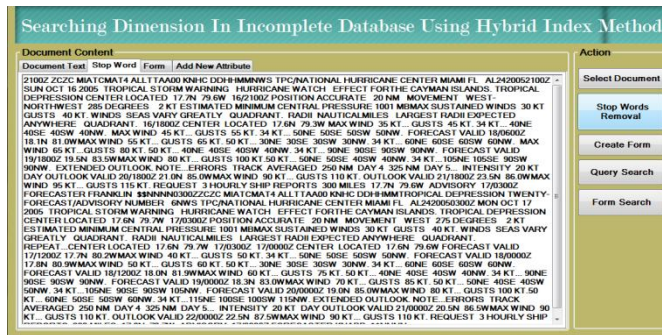 Searching Dimension In Incomplete Database Using Hybrid Index Method
Document Content
Document Text Stop Word Form Add New Attribute
2100Z ZCZC MIATCMAT4 ALLTTAA00 KNHC DDHHMMNWS TPC/NATIONAL HURRICANE CENTER MIAMI FL AL2420052100Z
SUN OCT 16 2005 TROPICAL STORM WARNING HURRICANE WATCH EFFECT FORTHE CAYMAN ISLANDS. TROPICAL
DEPRESSION CENTER LOCATED 17.7N 79.6W 16/2100Z POSITION ACCURATE 20 NM MOVEMENT WEST-
NORTHWEST 285 DEGREES 2 KT ESTIMATED MINIMUM CENTRAL PRESSURE 1001 MBMAX SUSTAINED WINDS 30 KT
GUSTS 40 KT. WINDS SEAS VARY GREATLY QUADRANT. RADII NAUTICALMILES LARGEST RADII EXPECTED
ANYWHERE QUADRANT. 16/1800Z CENTER LOCATED 17.6N 79.3W MAX WIND 35 KT... GUSTS 45 KT. 34 KT... 40NE
40SE 40SW 40NW. MAX WIND 45 KT... GUSTS 55 KT. 34 KT... 50NE 50SE 50SW 50NW. FORECAST VALID 18/0600Z
18.1N 81.0WMAX WIND 55 KT... GUSTS 65 KT. 50 KT... 30NE 30SE 30SW 30NW. 34 KT... 60NE 60SE 60SW 60NW. MAX
WIND 65 KT...GUSTS 80 KT. 50 KT... 40NE 40SE 40SW 40NW. 34 KT... 90NE 90SE 90SW 90NW. FORECAST VALID
19/1800Z 19.5N 83.5WMAX WIND 80 KT... GUSTS 100 KT.50 KT... 50NE 50SE 40SW 40NW. 34 KT...105NE 105SE 90SW
90NW. EXTENDED OUTLOOK NOTE...ERRORS TRACK AVERAGED 250 NM DAY 4 325 NM DAY 5... INTENSITY 20 KT
DAY OUTLOOK VALID 20/1800Z 21.0N 85.0WMAX WIND 90 KT... GUSTS 110 KT. OUTLOOK VALID 21/1800Z 23.5N 86.0WMAX
WIND 95 KT... GUSTS 115 KT. REQUEST 3 HOURLY SHIP REPORTS 300 MILES 17.7N 79.6W ADVISORY 17/0300Z
FORECASTER FRANKLIN $$NNNN0300ZZCZC MIATCMAT4 ALLTTAA00 KNHC DDHHMMTROPICAL DEPRESSION TWENTY-
FORECAST/ADVISORY NUMBER 6NWS TPC/NATIONAL HURRICANE CENTER MIAMI FL AL2420050300Z MON OCT 17
2005 TROPICAL STORM WARNING HURRICANE WATCH EFFECT FORTHE CAYMAN ISLANDS. TROPICAL DEPRESSION
CENTER LOCATED 17.6N 79.7W 17/0300Z POSITION ACCURATE 20 NM MOVEMENT WEST 275 DEGREES 2 KT
ESTIMATED MINIMUM CENTRAL PRESSURE 1001 MBMAX SUSTAINED WINDS 30 KT GUSTS 40 KT. WINDS SEAS VARY
GREATLY QUADRANT. RADII NAUTICALMILES LARGEST RADII EXPECTED ANYWHERE QUADRANT.
REPEAT...CENTER LOCATED 17.6N 79.7W 17/0300Z 17/0000Z CENTER LOCATED 17.6N 79.6W FORECAST VALID
17/1200Z 17.7N 80.2WMAX WIND 40 KT... GUSTS 50 KT. 34 KT... 50NE 50SE 50SW 50NW. FORECAST VALID 18/0000Z
17.8N 80.9WMAX WIND 50 KT... GUSTS 60 KT. 50 KT... 30NE 30SE 30SW 30NW. 34 KT... 60NE 60SE 60SW 60NW.
FORECAST VALID 18/1200Z 18.0N 81.9WMAX WIND 60 KT... GUSTS 75 KT. 50 KT... 40NE 40SE 40SW 40NW. 34 KT... 90NE
90SE 90SW 90NW. FORECAST VALID 19/0000Z 18.3N 83.0WMAX WIND 70 KT... GUSTS 85 KT. 50 KT... 50NE 40SE 40SW
50NW. 34 KT...105NE 90SE 90SW 105NW. FORECAST VALID 20/0000Z 19.0N 85.0WMAX WIND 80 KT... GUSTS 100 KT.50
KT... 60NE 50SE 50SW 60NW. 34 KT...115NE 100SE 100SW 115NW. EXTENDED OUTLOOK. NOTE...ERRORS TRACK
AVERAGED 250 NM DAY 4 325 NM DAY 5... INTENSITY 20 KT DAY OUTLOOK VALID 21/0000Z 20.5N 86.5WMAX WIND 90
KT... GUSTS 110 KT. OUTLOOK VALID 22/0000Z 22.5N 87.5WMAX WIND 90 KT... GUSTS 110 KT. REQUEST 3 HOURLY SHIP
Action
Select Document
Stop Words
Removal
Create Form
Query Search
Form Search